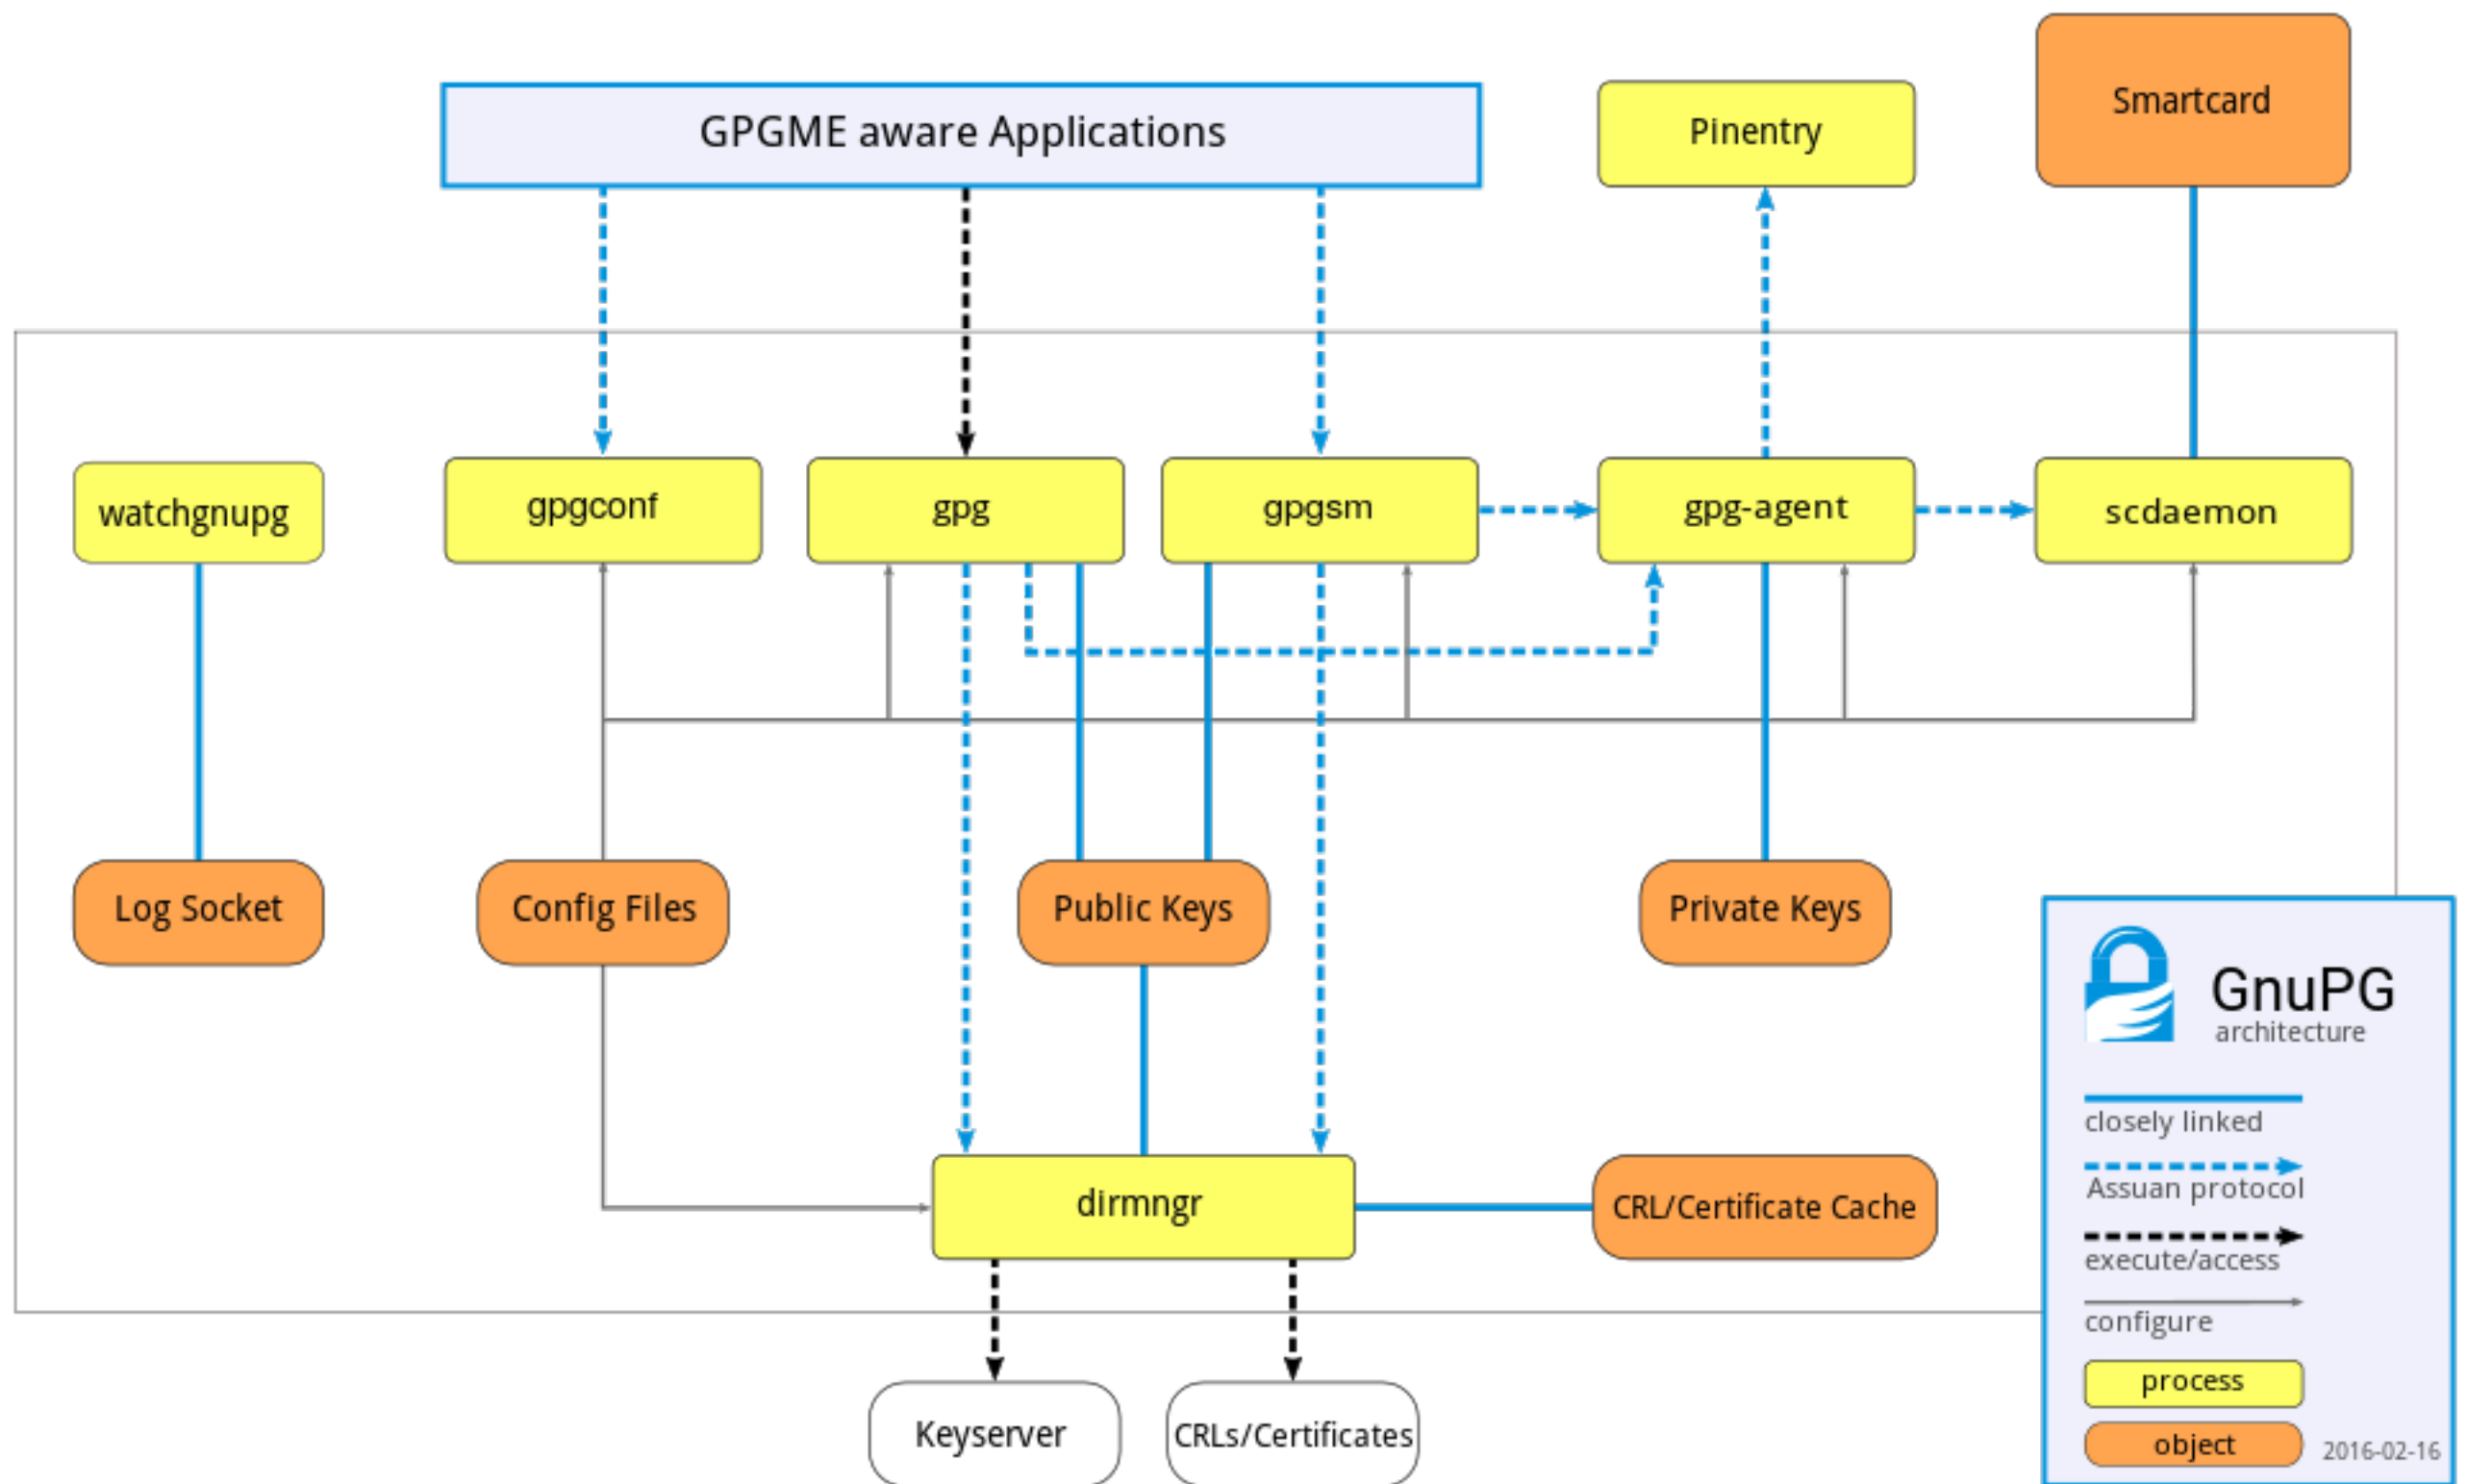 Smartcard
GPGME aware Applications
Pinentry
watchgnupg
gpgconf
gpg
gpgsm
gpg-agent
scdaemon
Log Socket
Config Files
Public Keys
Private Keys
dirmngr
CRL/Certificate Cache
Keyserver
CRLs/Certificates
GnuPG
architecture
closely linked
Assuan protocol
execute/access
configure
process
object
2016-02-16